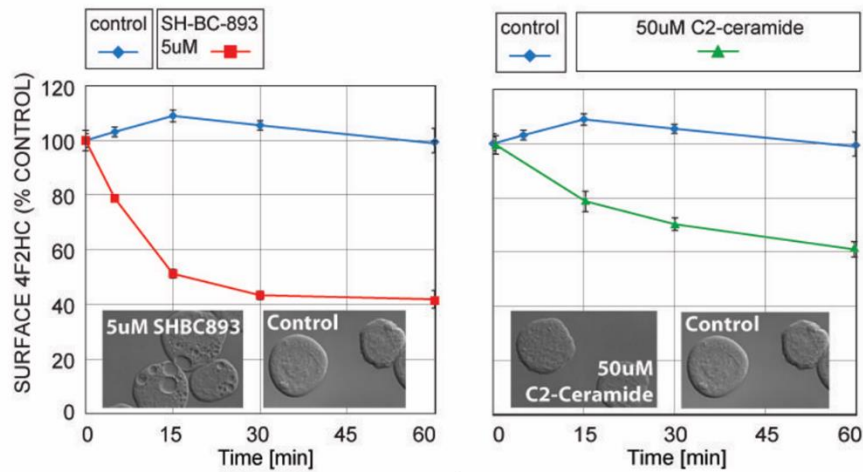 control
SH-BC-893
5uM
control
50uM C2-ceramide
SURFACE 4F2HC (% CONTROL)
120
100
80
60
40
20
0
5uM SHBC893
Control
50uM
C2-Ceramide
Control
0
15
30
45
60
Time [min]
0
15
30
45
60
Time [min]